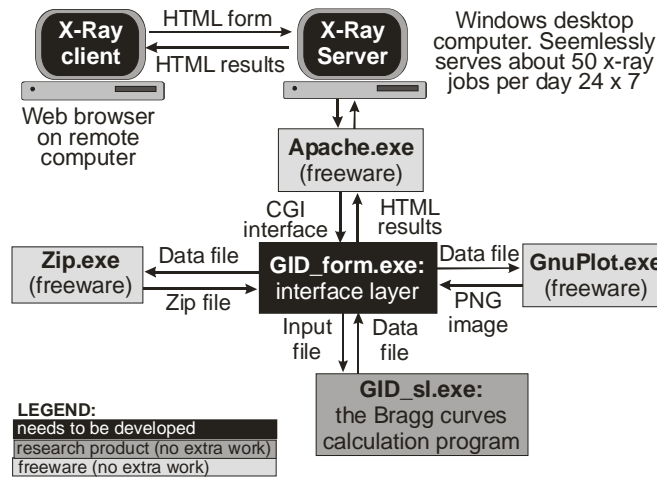 X-Ray
client
HTML form
HTML results
X-Ray
Server
Windows desktop
computer. Seemlessly
serves about 50 x-ray
jobs per day 24 x 7
Web browser
on remote
computer
Apache.exe
(freeware)
CGI
interface
HTML
results
Zip.exe
(freeware)
Data file
Zip file
GID_form.exe:
interface layer
Data file
PNG
image
GnuPlot.exe
(freeware)
Input
file
Data
file
GID_sl.exe:
the Bragg curves
calculation program
LEGEND:
needs to be developed
research product (no extra work)
freeware (no extra work)